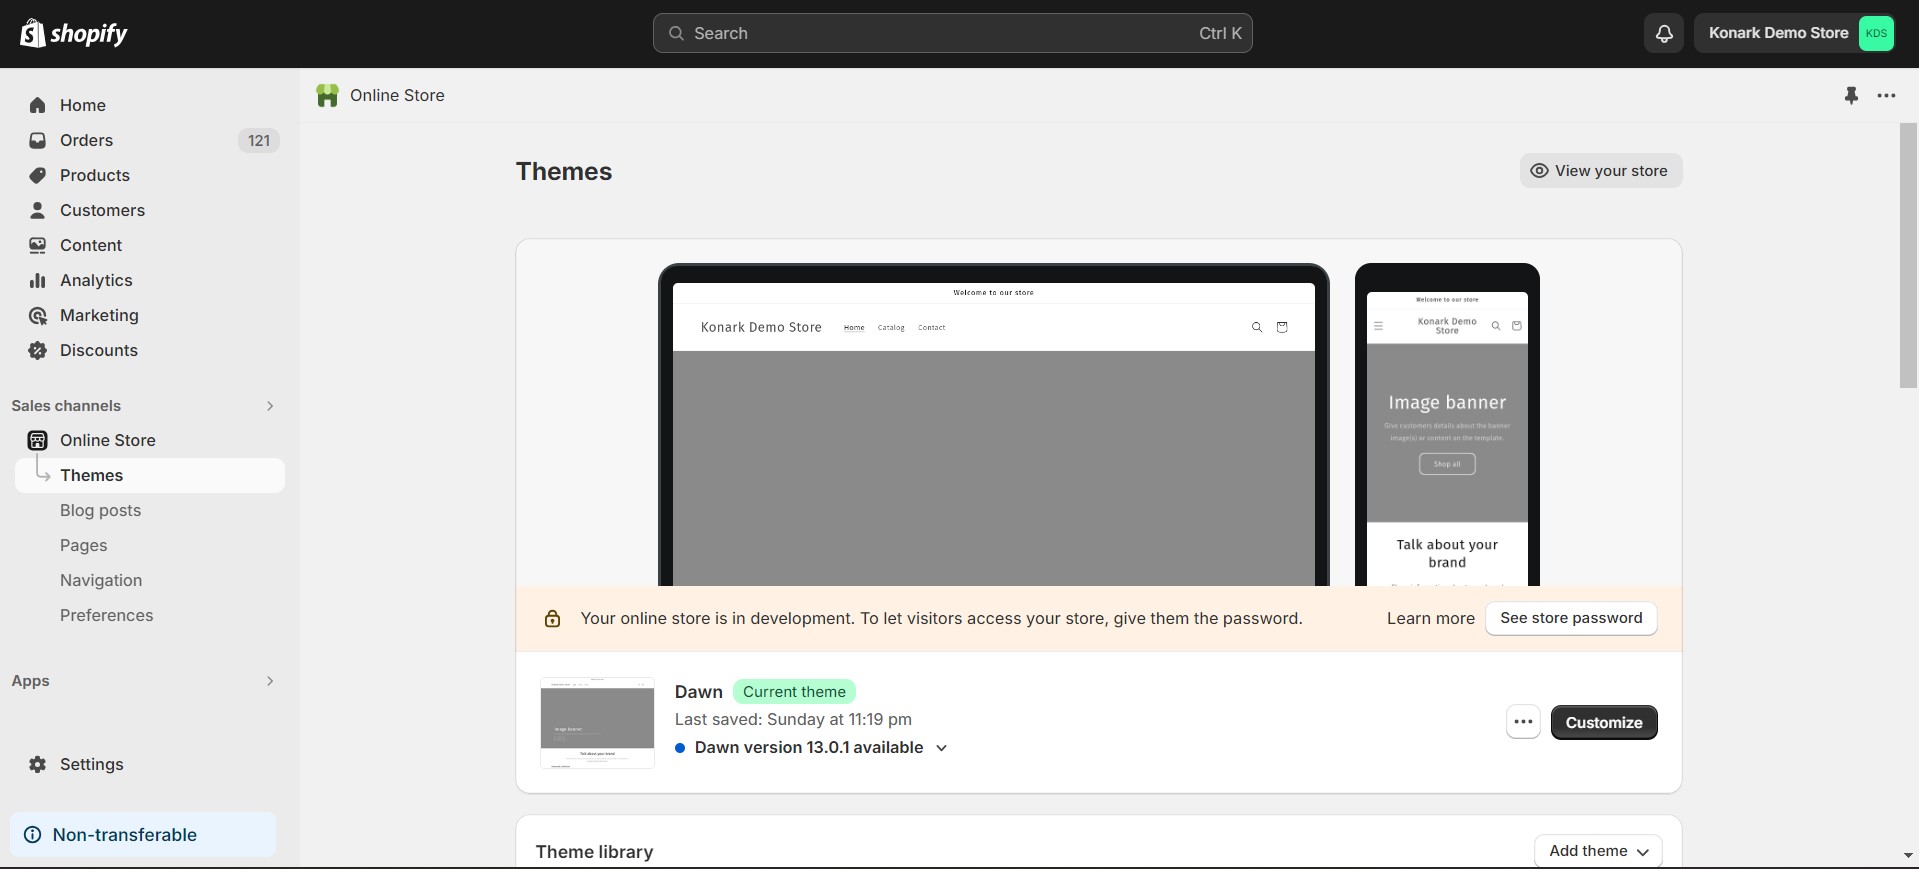 shopify
Search
Ctrl K
Konark Demo Store
KDS
Home
Orders
121
Products
Customers
Content
Analytics
Marketing
Discounts
Sales channels
Online Store
Themes
Blog posts
Pages
Navigation
Preferences
Apps
Settings
Non-transferable
Online Store
Themes
View your store
Welcome to our store
Konark Demo Store
Home
Catalog
Contact
Welcome to our store
Konark Demo
Store
Image banner
Give customers details about the banner
image(s) or content on the template.
Shop all
Talk about your
brand
Your online store is in development. To let visitors access your store, give them the password.
Learn more
See store password
Image banner
Talk about your brand
Dawn
Current theme
Last saved: Sunday at 11:19 pm
Dawn version 13.0.1 available
Customize
Theme library
Add theme